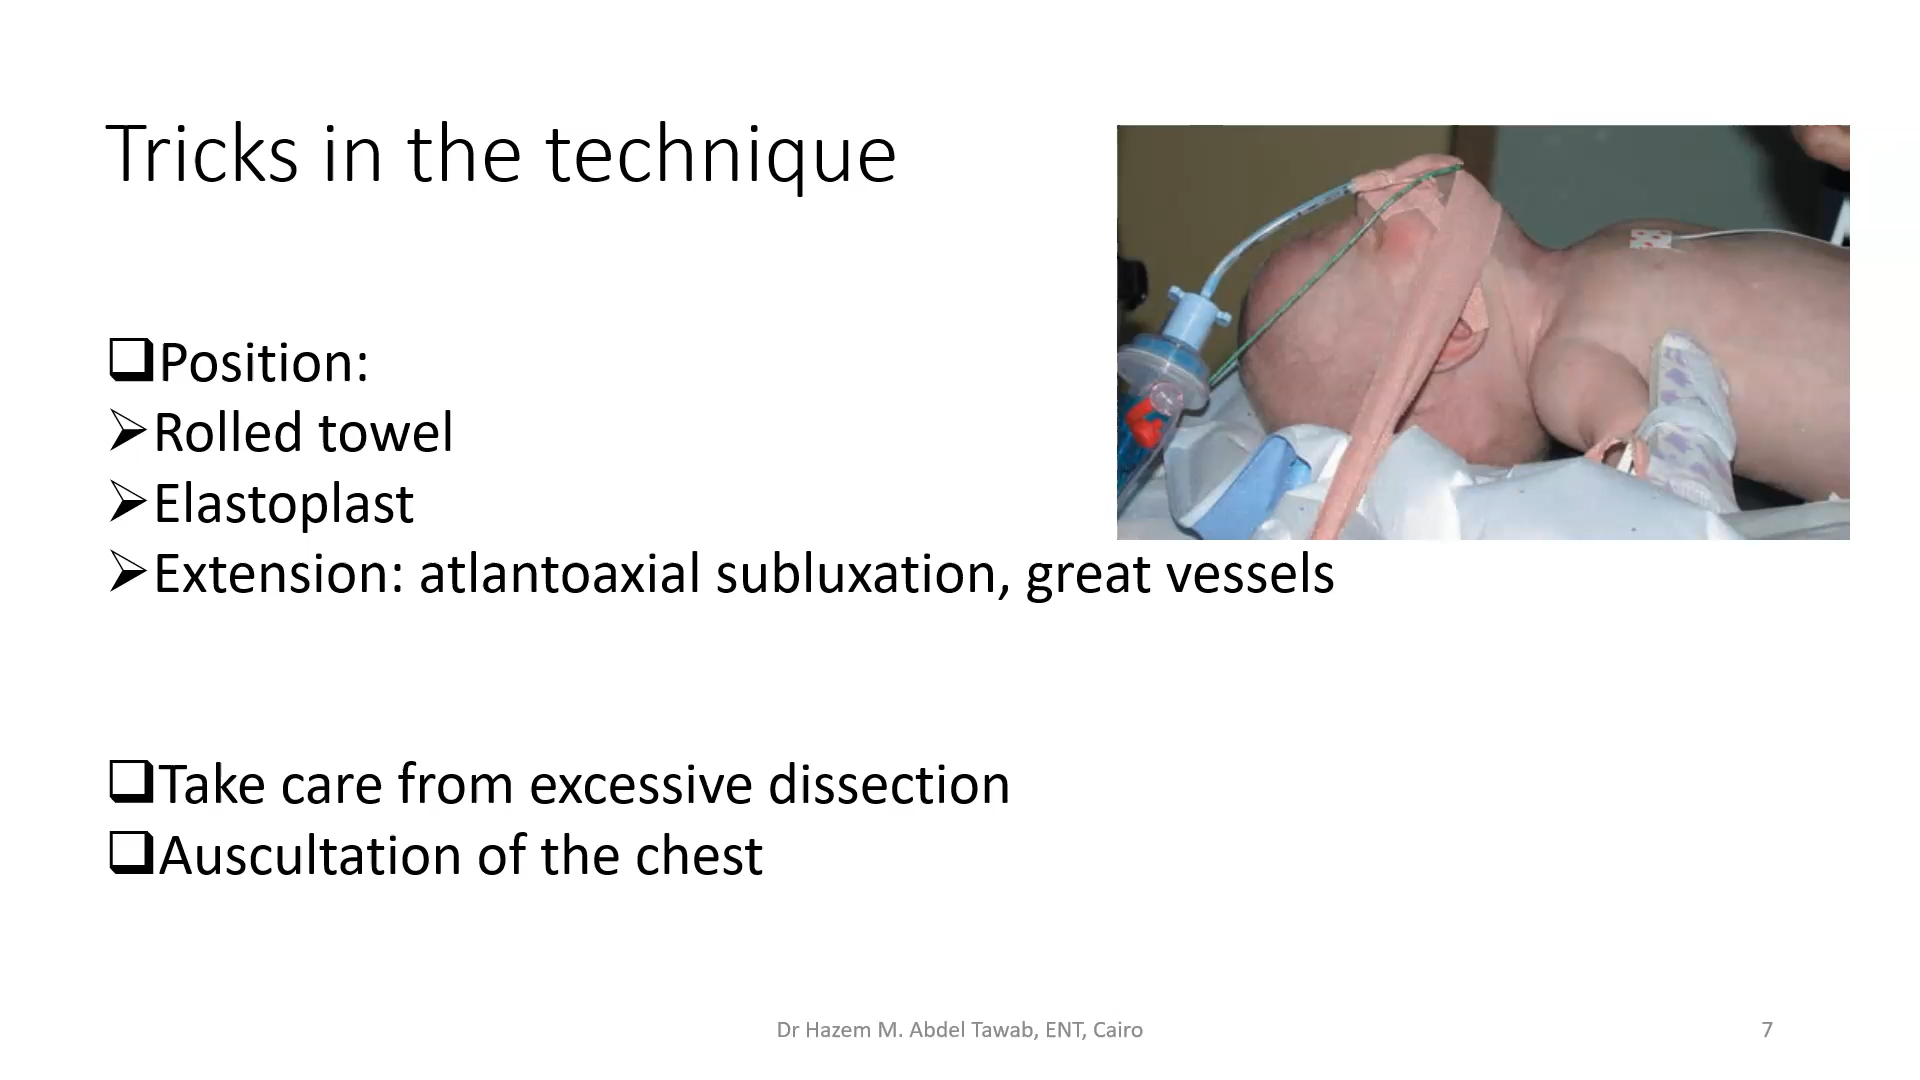 Tricks in the technique
❑Position:
➢Rolled towel
➢Elastoplast
➢Extension: atlantoaxial subluxation, great vessels
❑Take care from excessive dissection
❑Auscultation of the chest
Dr Hazem M. Abdel Tawab, ENT, Cairo
7